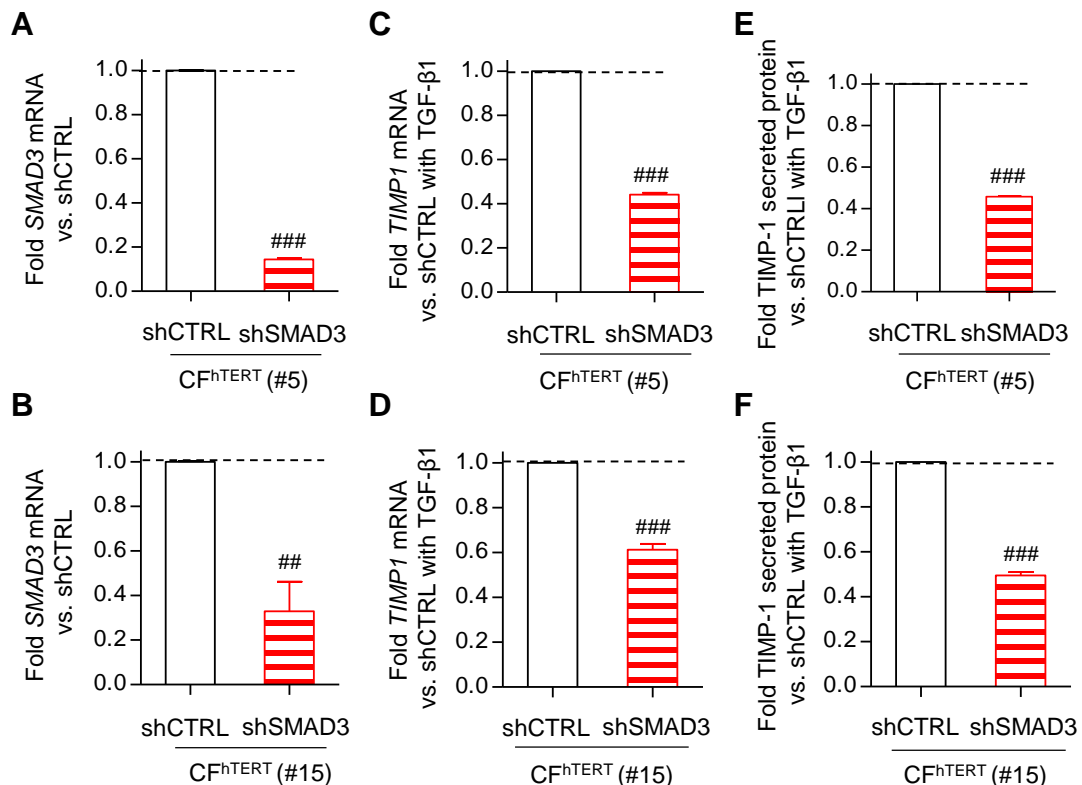 A
Fold SMAD3 mRNA
vs. shCTRL
1.0
0.8
0.6
0.4
0.2
0.0
###
shCTRL shSMAD3
CFhTERT (#5)
C
Fold TIMP1 mRNA
vs. shCTRL with TGF-β1
1.0
0.8
0.6
0.4
0.2
0.0
###
shCTRL shSMAD3
CFhTERT (#5)
E
Fold TIMP-1 secreted protein
vs. shCTRLI with TGF-β1
1.0
0.8
0.6
0.4
0.2
0.0
###
shCTRL shSMAD3
CFhTERT (#5)
B
Fold SMAD3 mRNA
vs. shCTRL
1.0
0.8
0.6
0.4
0.2
0.0
##
shCTRL shSMAD3
CFhTERT (#15)
D
Fold TIMP1 mRNA
vs. shCTRL with TGF-β1
1.0
0.8
0.6
0.4
0.2
0.0
###
shCTRL shSMAD3
CFhTERT (#15)
F
Fold TIMP-1 secreted protein
vs. shCTRL with TGF-β1
1.0
0.8
0.6
0.4
0.2
0.0
###
shCTRL shSMAD3
CFhTERT (#15)